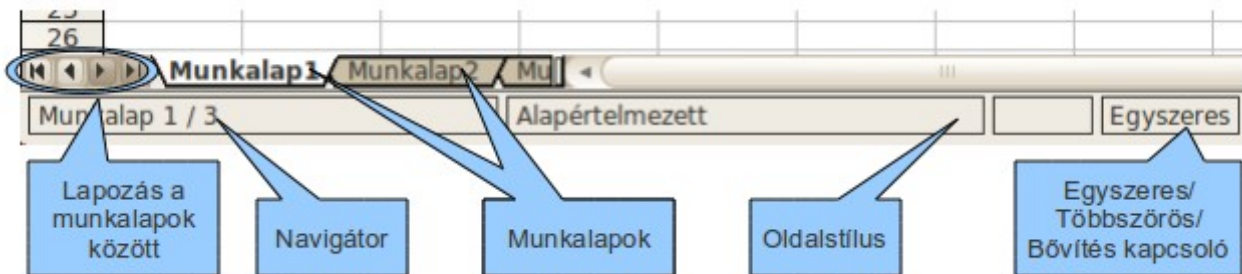 25
26
Munkalap1 Munkalap2 Mu
Munkalap 1 / 3 Alapértelmezett Egyszeres
Lapozás a
munkalapok
között
Navigátor
Munkalapok
Oldalstílus
Egyszeres/
Többszörös/
Bővítés kapcsoló